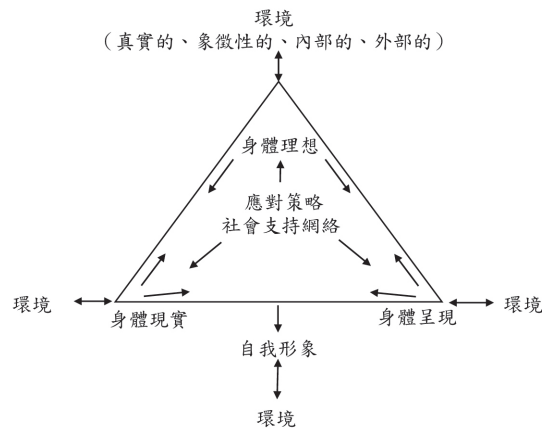 環境
（真實的、象徵性的、內部的、外部的）
身體理想
應對策略
社會支持網絡
環境
環境
身體現實
身體呈現
自我形象
環境